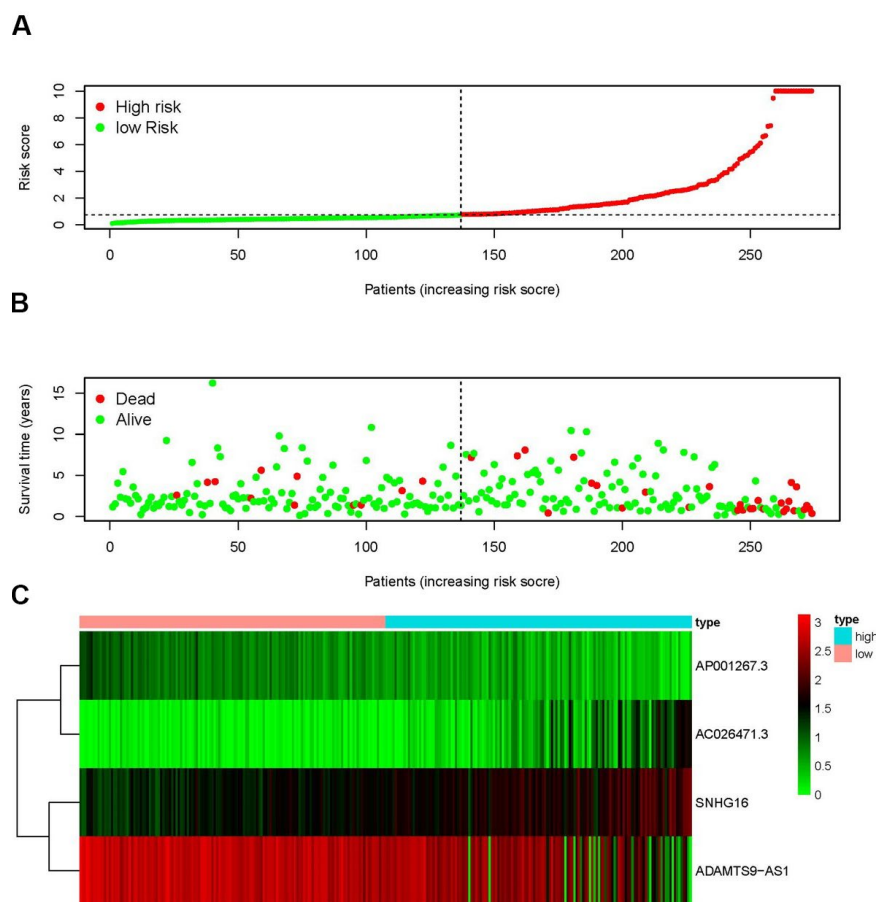 A
Risk score
10
8
6
4
2
0
High risk
low Risk
0 50 100 150 200 250
Patients (increasing risk socre)
B
Survival time (years)
15
10
5
0
Dead
Alive
0 50 100 150 200 250
Patients (increasing risk socre)
C
type
AP001267.3
AC026471.3
SNHG16
ADAMTS9-AS1
3
2.5
2
1.5
1
0.5
0
type
high
low